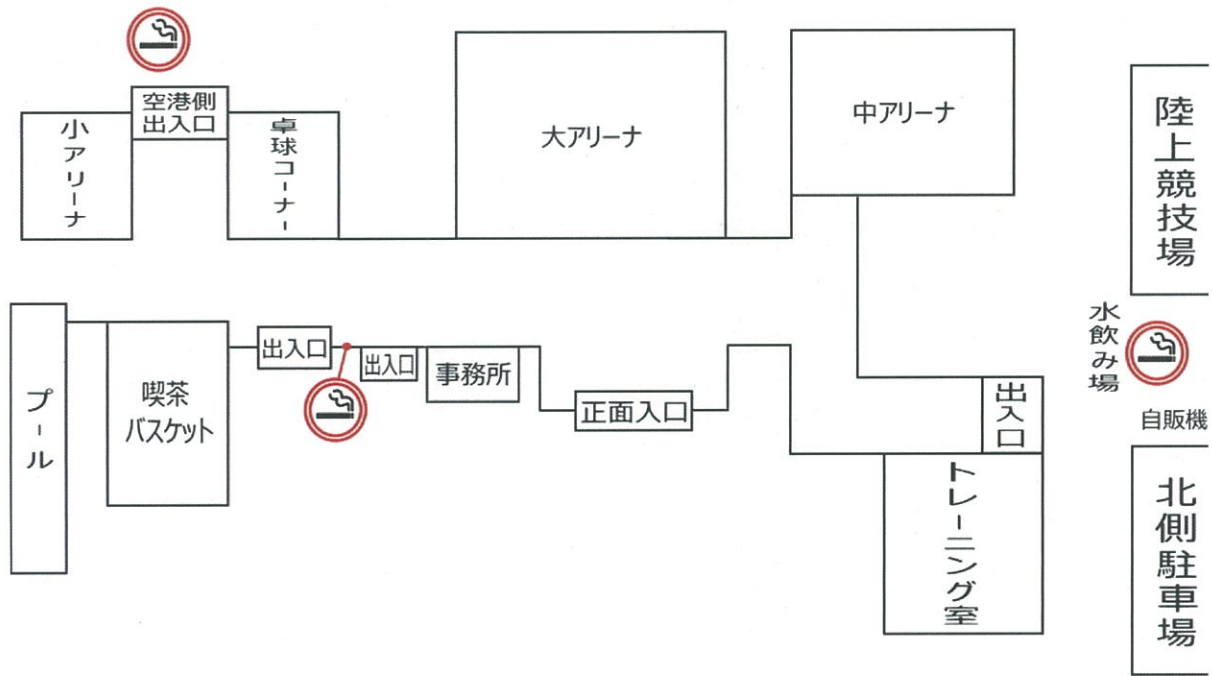 空港側
出入口
小アリーナ
卓球コーナー
大アリーナ
中アリーナ
陸上競技場
プール
喫茶
バスケット
出入口
出入口
事務所
正面入口
出入口
トレーニング室
水飲み場
自販機
北側駐車場